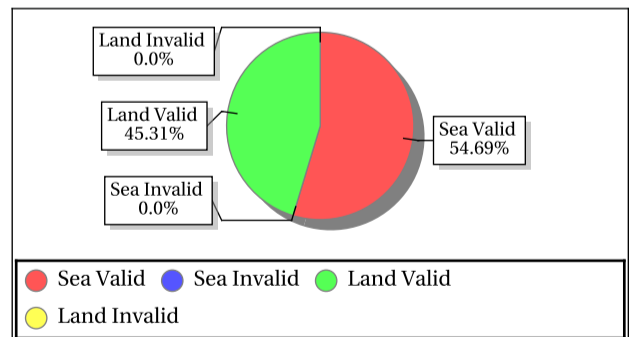 Land Invalid
0.0%
Land Valid
45.31%
Sea Valid
54.69%
Sea Invalid
0.0%
Sea Valid Sea Invalid Land Valid
Land Invalid